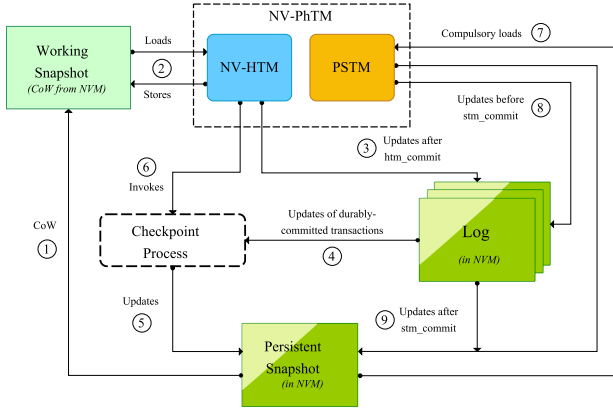 NV-PhTM
Working
Snapshot
(CoW from NVM)
Loads
2
Stores
NV-HTM
PSTM
Compulsory loads
7
Updates before
stm_commit
8
3
Updates after
htm_commit
6
Invokes
CoW
1
Checkpoint
Process
Updates of durably-
committed transactions
4
Log
(in NVM)
Updates
5
9
Updates after
stm_commit
Persistent
Snapshot
(in NVM)